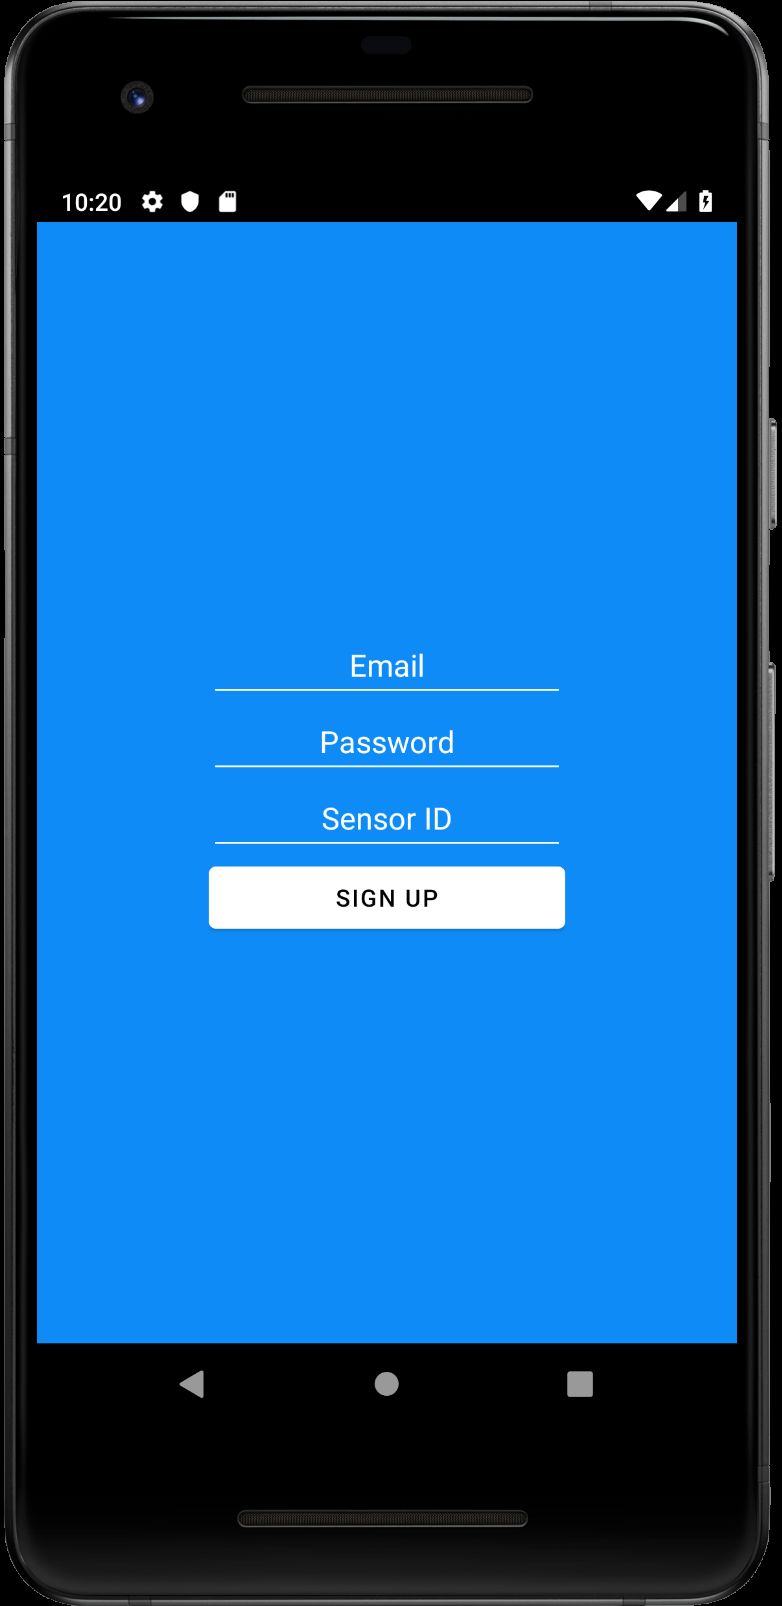 10:20
Email
Password
Sensor ID
SIGN UP